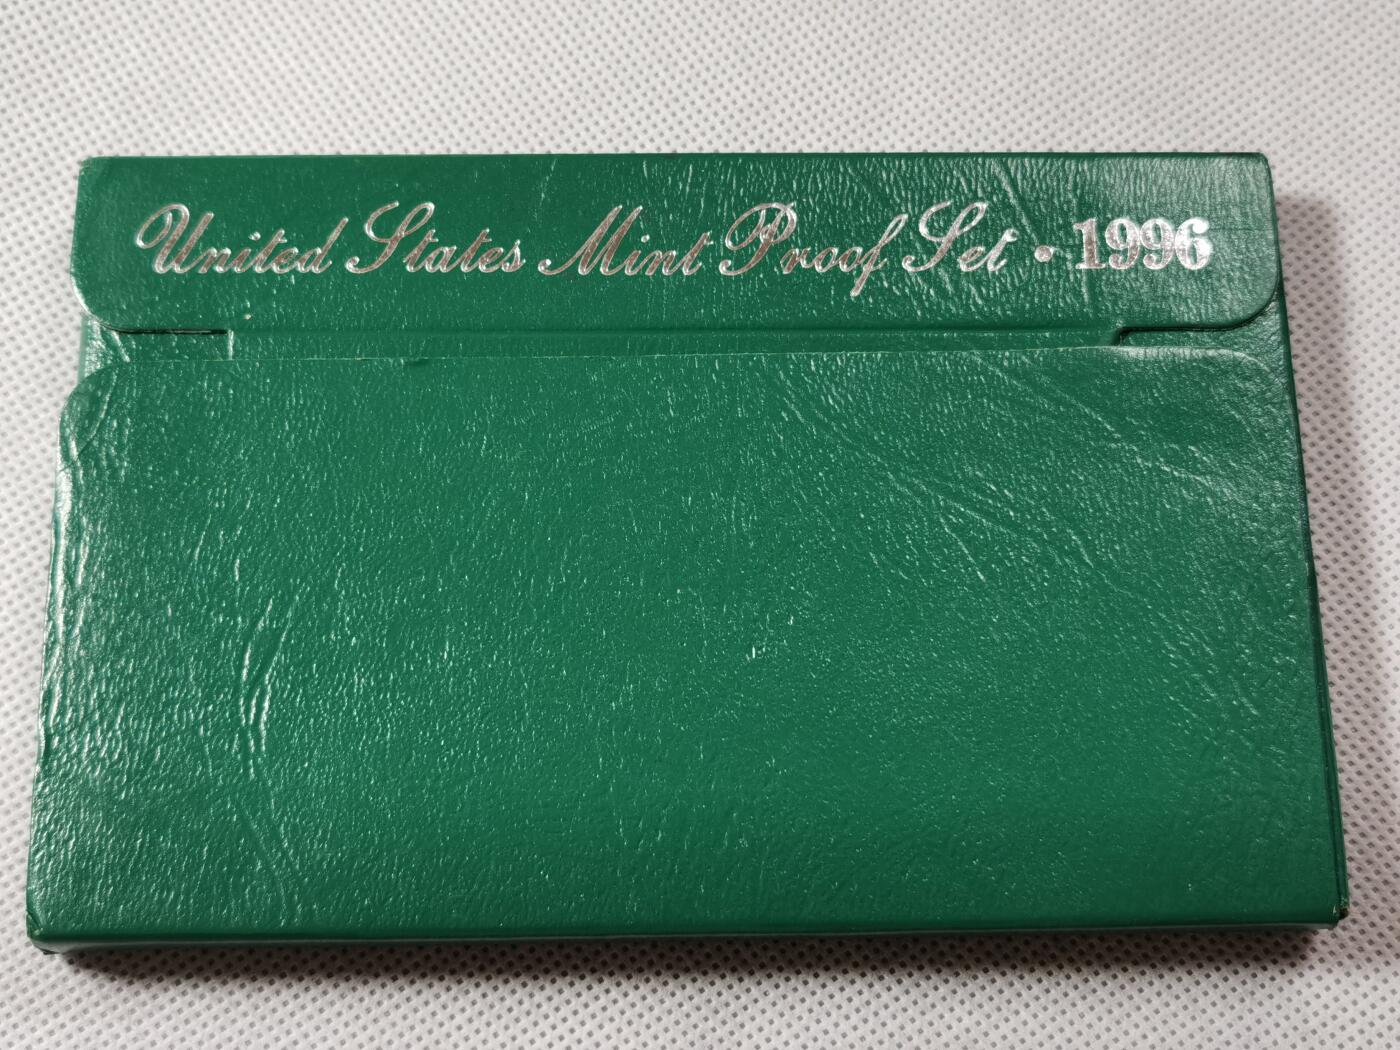 United States Mint Proof Set • 1996